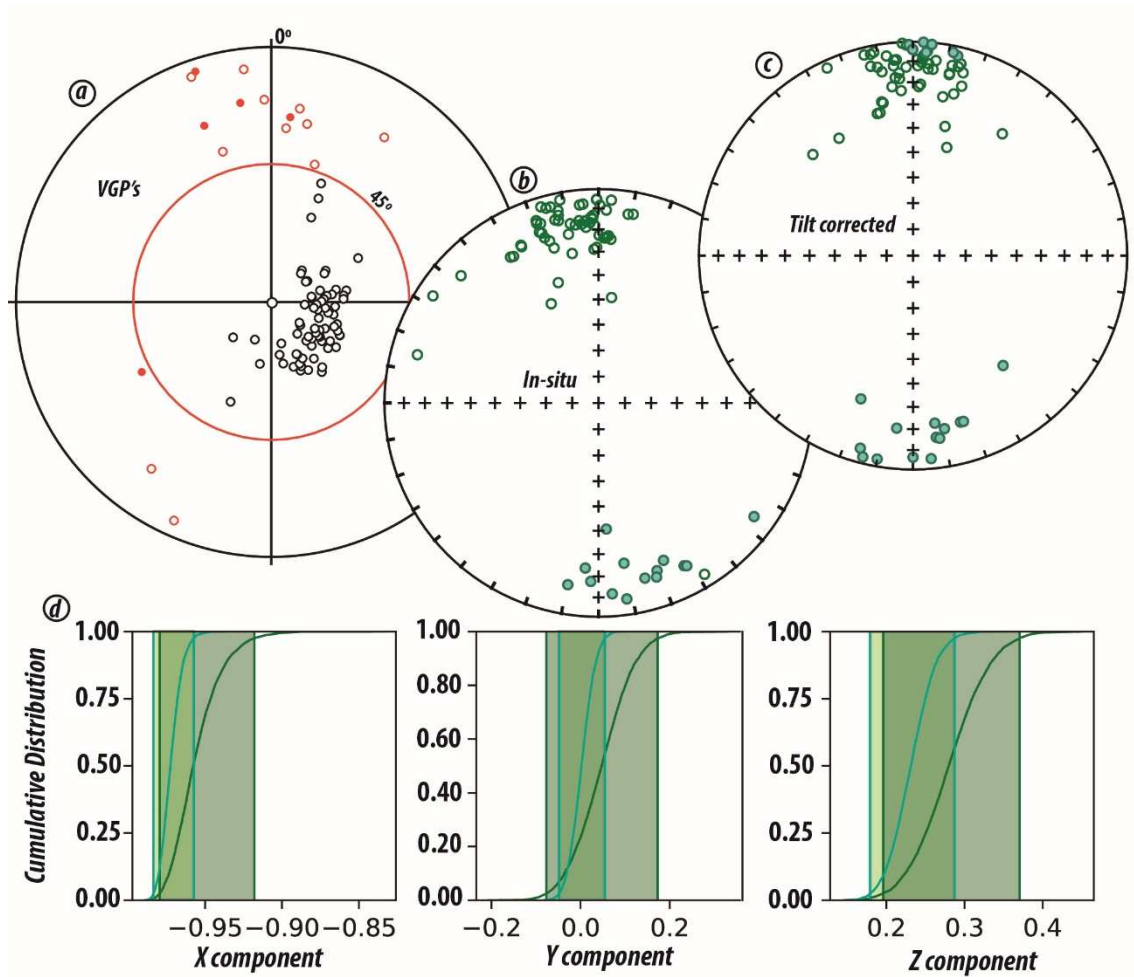 0º
a
VGP's
45º
b
In-situ
c
Tilt corrected
d
Cumulative Distribution
1.00
0.75
0.50
0.25
0.00
−0.95
−0.90
−0.85
X component
1.00
0.80
0.60
0.40
0.20
0.00
−0.2
0.0
0.2
Y component
1.00
0.75
0.50
0.25
0.00
0.2
0.3
0.4
Z component